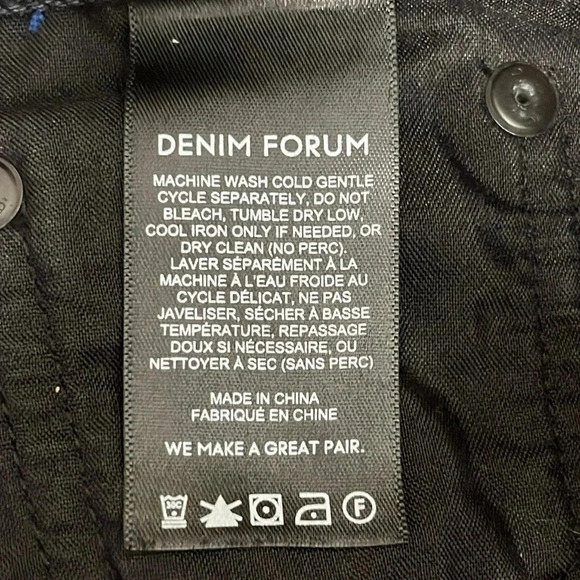 DENIM FORUM
MACHINE WASH COLD GENTLE
CYCLE SEPARATELY, DO NOT
BLEACH, TUMBLE DRY LOW,
COOL IRON ONLY IF NEEDED, OR
DRY CLEAN (NO PERC).
LAVER SÉPARÉMENT À LA
MACHINE À L'EAU FROIDE AU
CYCLE DÉLICAT, NE PAS
JAVELISER, SÉCHER À BASSE
TEMPÉRATURE, REPASSAGE
DOUX SI NÉCESSAIRE, OU
NETTOYER À SEC (SANS PERC)
MADE IN CHINA
FABRIQUÉ EN CHINE
WE MAKE A GREAT PAIR.
30C F